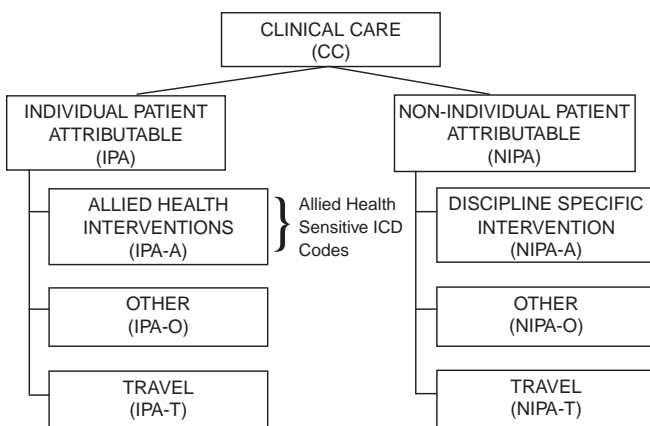 CLINICAL CARE
(CC)
INDIVIDUAL PATIENT
ATTRIBUTABLE
(IPA)
NON-INDIVIDUAL PATIENT
ATTRIBUTABLE
(NIPA)
ALLIED HEALTH
INTERVENTIONS
(IPA-A)
} Allied Health
Sensitive ICD
Codes
DISCIPLINE SPECIFIC
INTERVENTION
(NIPA-A)
OTHER
(IPA-O)
OTHER
(NIPA-O)
TRAVEL
(IPA-T)
TRAVEL
(NIPA-T)